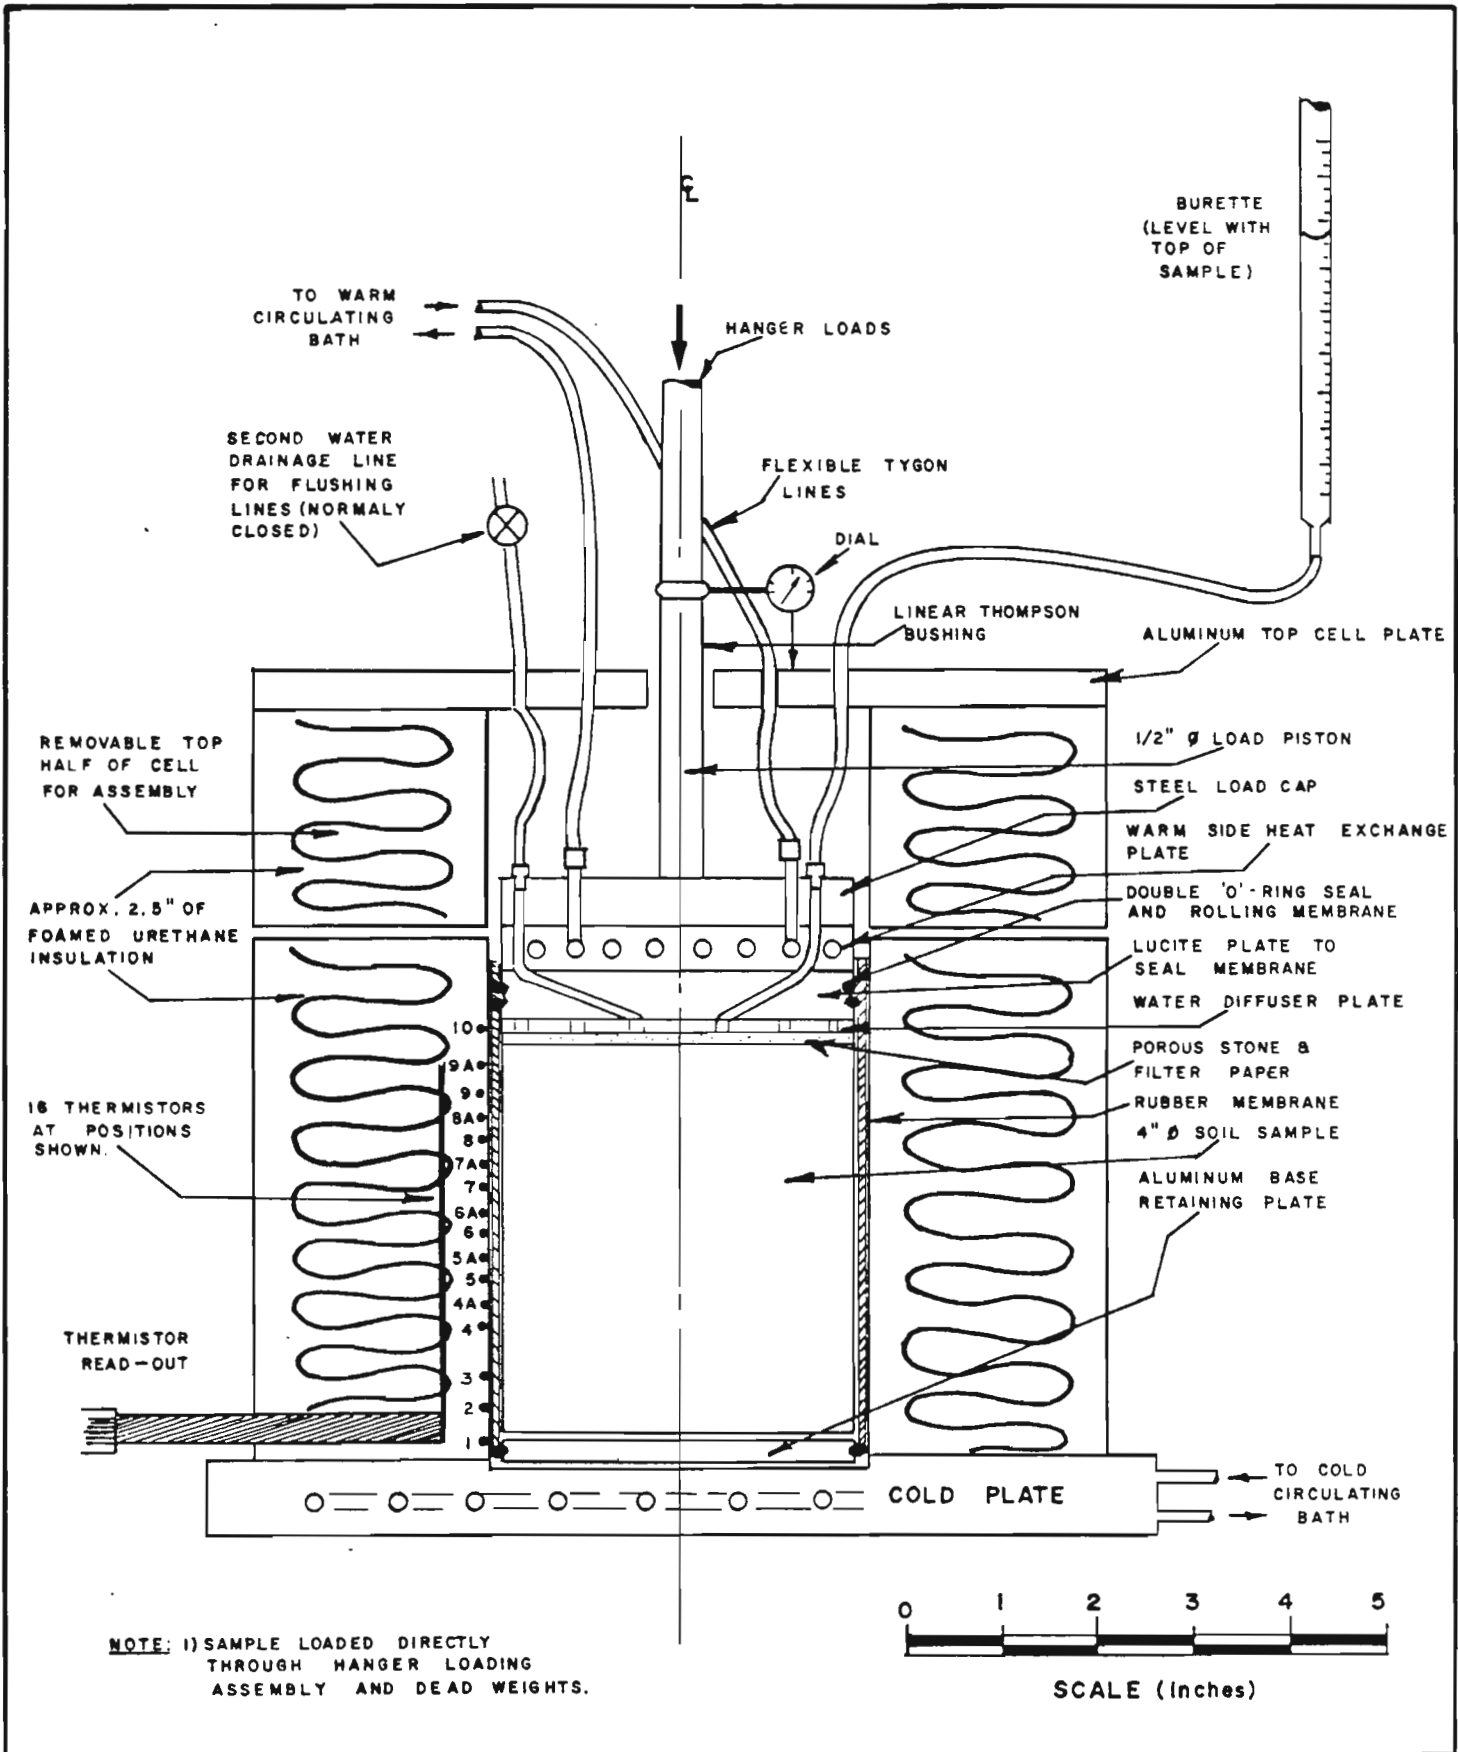 ℄
BURETTE
(LEVEL WITH
TOP OF
SAMPLE)
TO WARM
CIRCULATING
BATH
HANGER LOADS
SECOND WATER
DRAINAGE LINE
FOR FLUSHING
LINES (NORMALY
CLOSED)
FLEXIBLE TYGON
LINES
DIAL
LINEAR THOMPSON
BUSHING
ALUMINUM TOP CELL PLATE
REMOVABLE TOP
HALF OF CELL
FOR ASSEMBLY
1/2" Ø LOAD PISTON
STEEL LOAD CAP
WARM SIDE HEAT EXCHANGE
PLATE
DOUBLE 'O'-RING SEAL
AND ROLLING MEMBRANE
APPROX. 2.5" OF
FOAMED URETHANE
INSULATION
LUCITE PLATE TO
SEAL MEMBRANE
WATER DIFFUSER PLATE
POROUS STONE &
FILTER PAPER
RUBBER MEMBRANE
4" Ø SOIL SAMPLE
ALUMINUM BASE
RETAINING PLATE
16 THERMISTORS
AT POSITIONS
SHOWN.
10
9A
9
8A
8
7A
7
6A
6
5A
5
4A
4
3
2
1
THERMISTOR
READ-OUT
COLD PLATE
TO COLD
CIRCULATING
BATH
NOTE: 1) SAMPLE LOADED DIRECTLY
THROUGH HANGER LOADING
ASSEMBLY AND DEAD WEIGHTS.
0 1 2 3 4 5
SCALE (Inches)